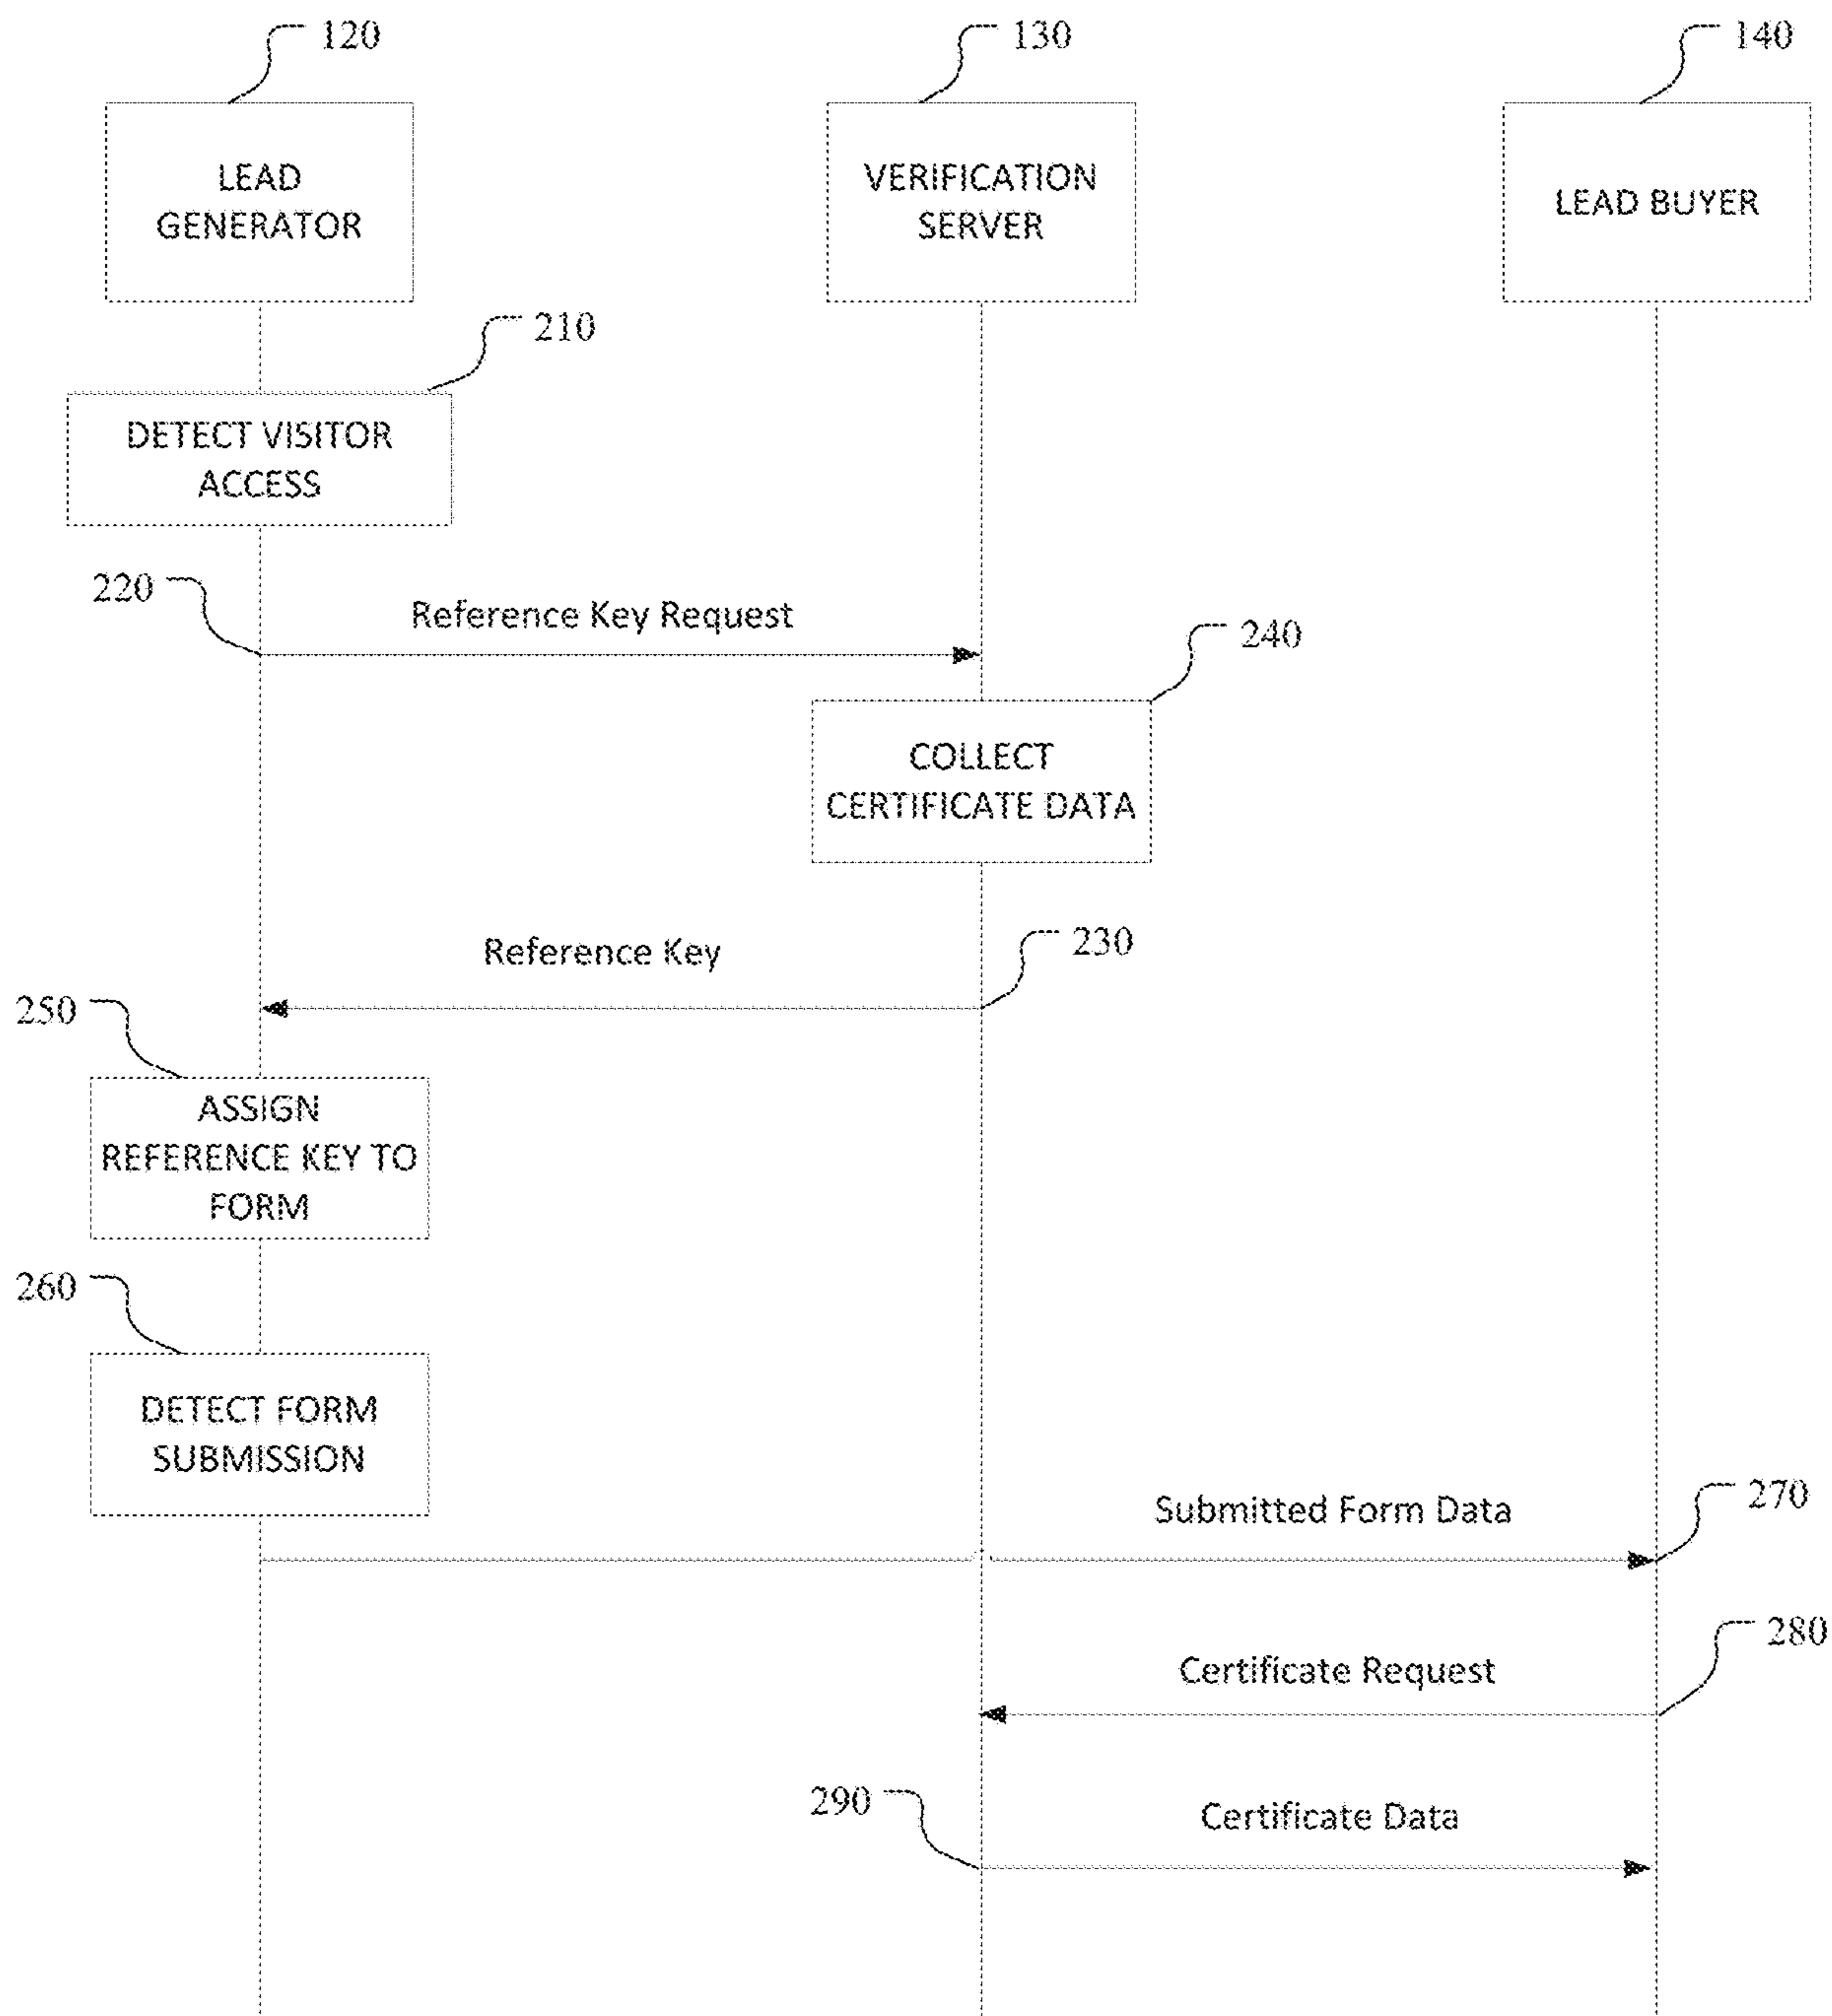 120
130
140
LEAD
GENERATOR
VERIFICATION
SERVER
LEAD BUYER
210
DETECT VISITOR
ACCESS
220
Reference Key Request
240
COLLECT
CERTIFICATE DATA
Reference Key
230
250
ASSIGN
REFERENCE KEY TO
FORM
260
DETECT FORM
SUBMISSION
Submitted Form Data
270
280
Certificate Request
290
Certificate Data